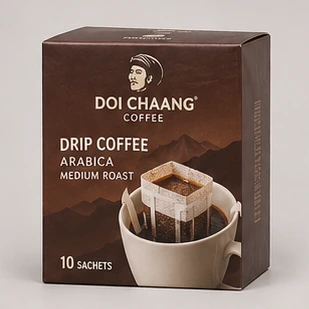 DOI CHAANG®
COFFEE
DRIP COFFEE
ARABICA
MEDIUM ROAST
10 SACHETS